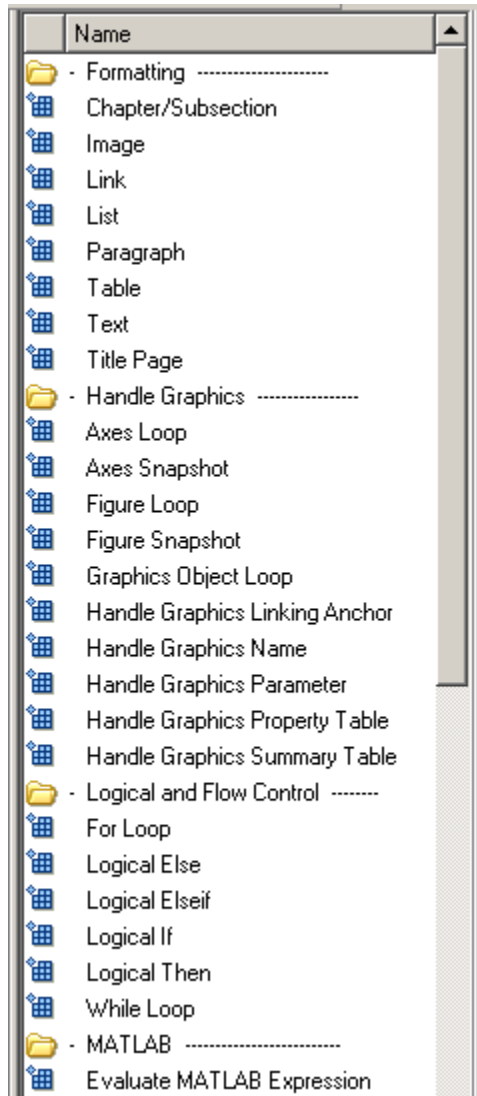 Name
- Formatting ----------------------
Chapter/Subsection
Image
Link
List
Paragraph
Table
Text
Title Page
- Handle Graphics -----------------
Axes Loop
Axes Snapshot
Figure Loop
Figure Snapshot
Graphics Object Loop
Handle Graphics Linking Anchor
Handle Graphics Name
Handle Graphics Parameter
Handle Graphics Property Table
Handle Graphics Summary Table
- Logical and Flow Control --------
For Loop
Logical Else
Logical Elseif
Logical If
Logical Then
While Loop
- MATLAB --------------------------
Evaluate MATLAB Expression